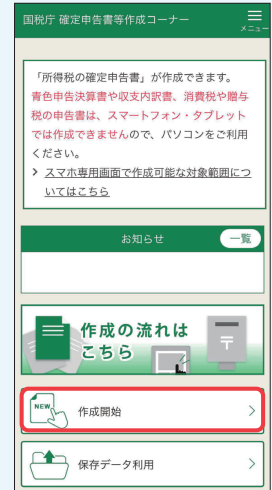 国税庁 確定申告書等作成コーナー
メニュー
「所得税の確定申告書」が作成できます。
青色申告決算書や収支内訳書、消費税や贈与
税の申告書は、スマートフォン・タブレット
では作成できませんので、パソコンをご利用
ください。
> スマホ専用画面で作成可能な対象範囲につ
いてはこちら
お知らせ
一覧
作成の流れは
こちら
〒
NEW
作成開始 >
保存データ利用 >